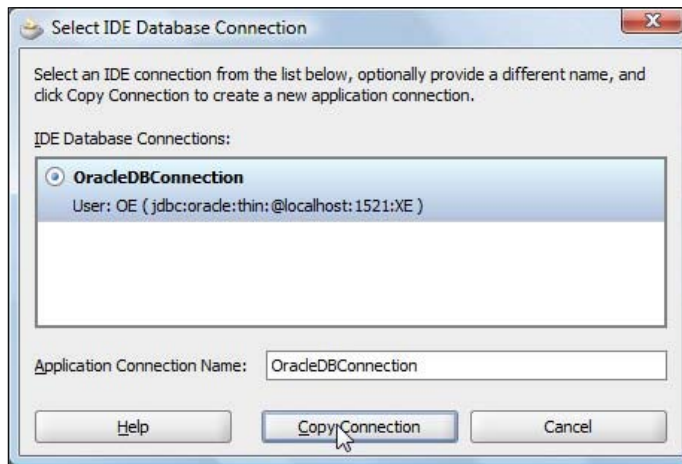 Select IDE Database Connection
Select an IDE connection from the list below, optionally provide a different name, and
click Copy Connection to create a new application connection.
IDE Database Connections:
OracleDBConnection
User: OE ( jdbc:oracle:thin:@localhost:1521:XE )
Application Connection Name: OracleDBConnection
Help Copy Connection Cancel